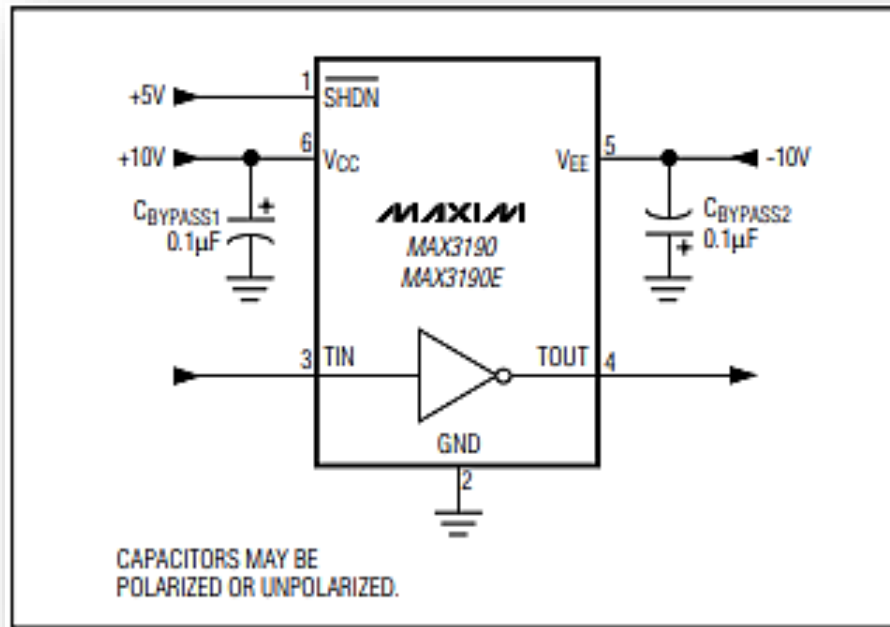 1
+5V
SHDN
6
+10V
VCC
5
VEE
-10V
CBYPASS1
0.1µF
+
MAXIM
MAX3190
MAX3190E
CBYPASS2
0.1µF
+
3
TIN
TOUT
4
GND
2
CAPACITORS MAY BE
POLARIZED OR UNPOLARIZED.